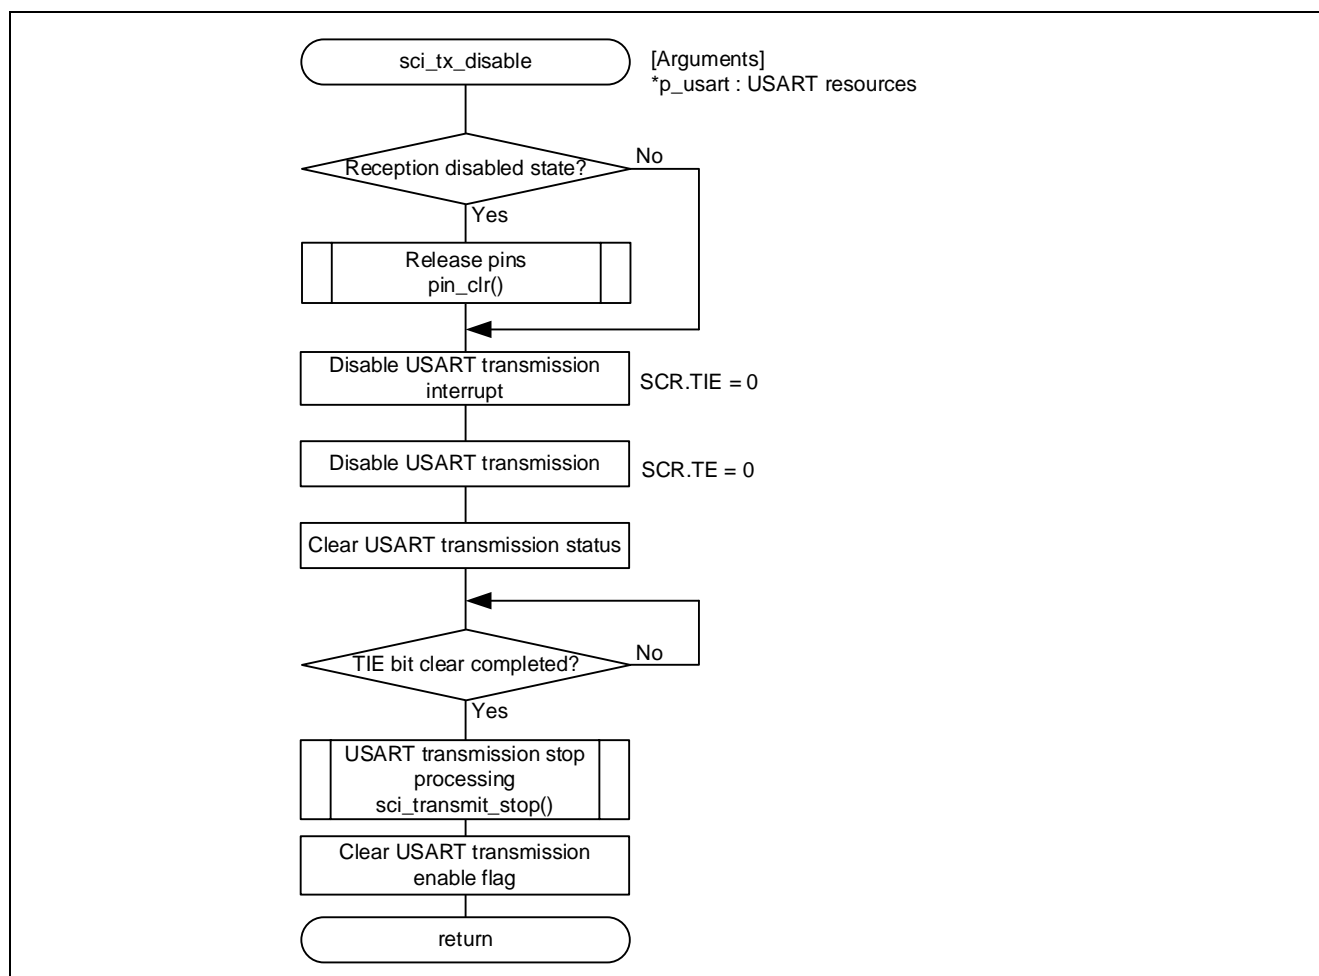 sci_tx_disable
[Arguments]
*p_usart : USART resources
Reception disabled state?
No
Yes
Release pins
pin_clr()
Disable USART transmission
interrupt
SCR.TIE = 0
Disable USART transmission
SCR.TE = 0
Clear USART transmission status
TIE bit clear completed?
No
Yes
USART transmission stop
processing
sci_transmit_stop()
Clear USART transmission
enable flag
return